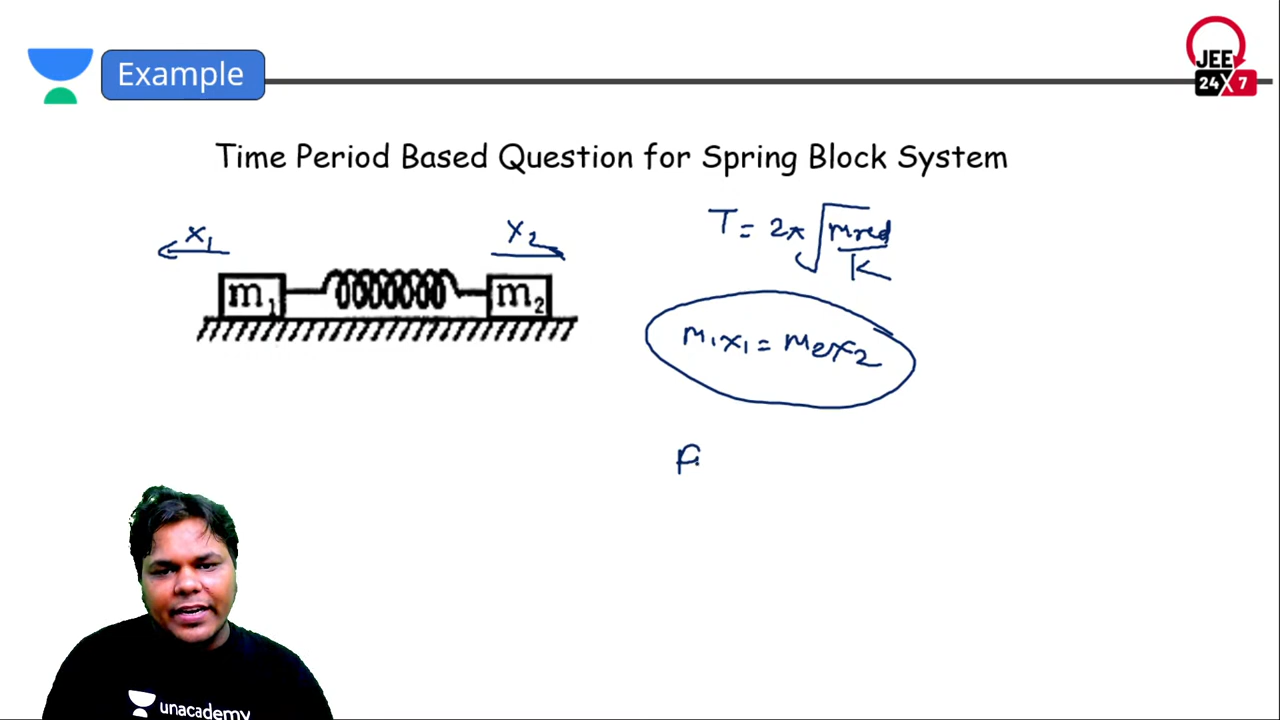 Example
JEE
24X7
Time Period Based Question for Spring Block System
x₁
x₂
T = 2π √(mred/K)
m₁
m₂
m₁x₁ = m₂x₂
F
unacademy